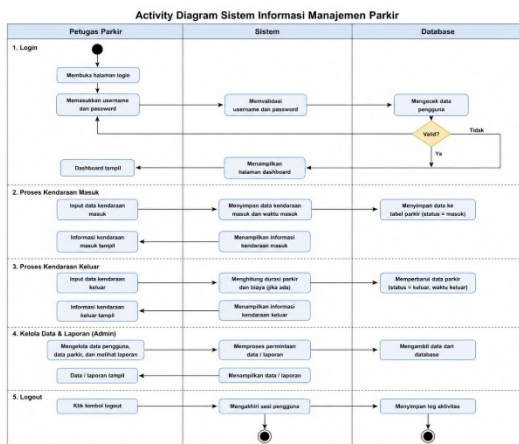 Activity Diagram Sistem Informasi Manajemen Parkir
Petugas Parkir
Sistem
Database
1. Login
Membuka halaman login
Memasukkan username
dan password
Memvalidasi
username dan password
Mengecek data
pengguna
Valid?
Tidak
Ya
Dashboard tampil
Menampilkan
halaman dashboard
2. Proses Kendaraan Masuk
Input data kendaraan
masuk
Menyimpan data kendaraan
masuk dan waktu masuk
Menyimpan data ke
tabel parkir (status = masuk)
Informasi kendaraan
masuk tampil
Menampilkan informasi
kendaraan masuk
3. Proses Kendaraan Keluar
Input data kendaraan
keluar
Menghitung durasi parkir
dan biaya (jika ada)
Memperbarui data parkir
(status = keluar, waktu keluar)
Informasi kendaraan
keluar tampil
Menampilkan informasi
kendaraan keluar
4. Kelola Data & Laporan (Admin)
Mengelola data pengguna,
data parkir, dan melihat laporan
Memproses permintaan
data / laporan
Mengambil data dari
database
Data / laporan tampil
Menampilkan data / laporan
5. Logout
Klik tombol logout
Mengakhiri sesi pengguna
Menyimpan log aktivitas